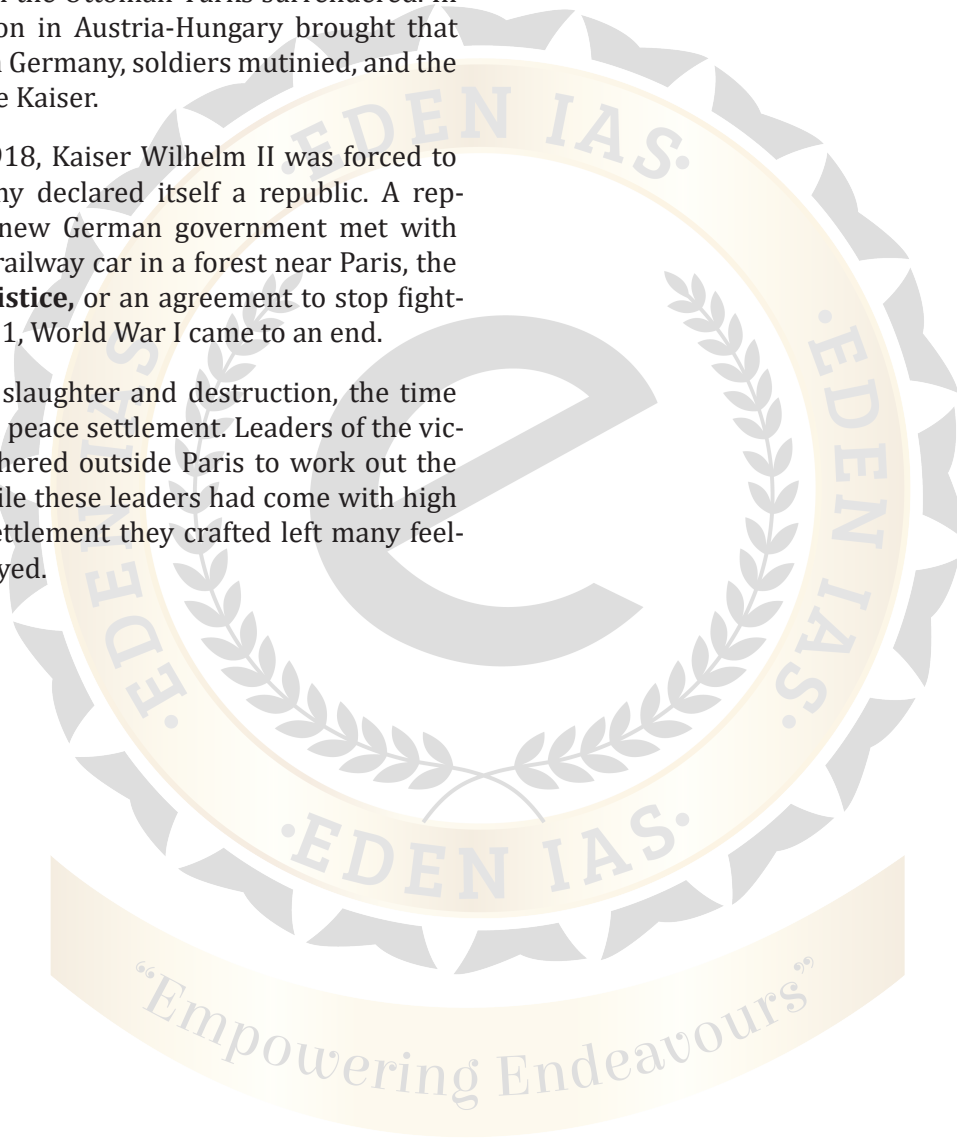 the Ottoman Turks surrendered. In
on in Austria-Hungary brought that
Germany, soldiers mutinied, and the
e Kaiser.
918, Kaiser Wilhelm II was forced to
ny declared itself a republic. A rep-
new German government met with
railway car in a forest near Paris, the
istice, or an agreement to stop fight-
1, World War I came to an end.
slaughter and destruction, the time
peace settlement. Leaders of the vic-
hered outside Paris to work out the
ile these leaders had come with high
ettlement they crafted left many feel-
yed.
·EDEN IAS·
·EDEN IAS·
·EDEN IAS·
·EDEN IAS·
“Empowering Endeavours”